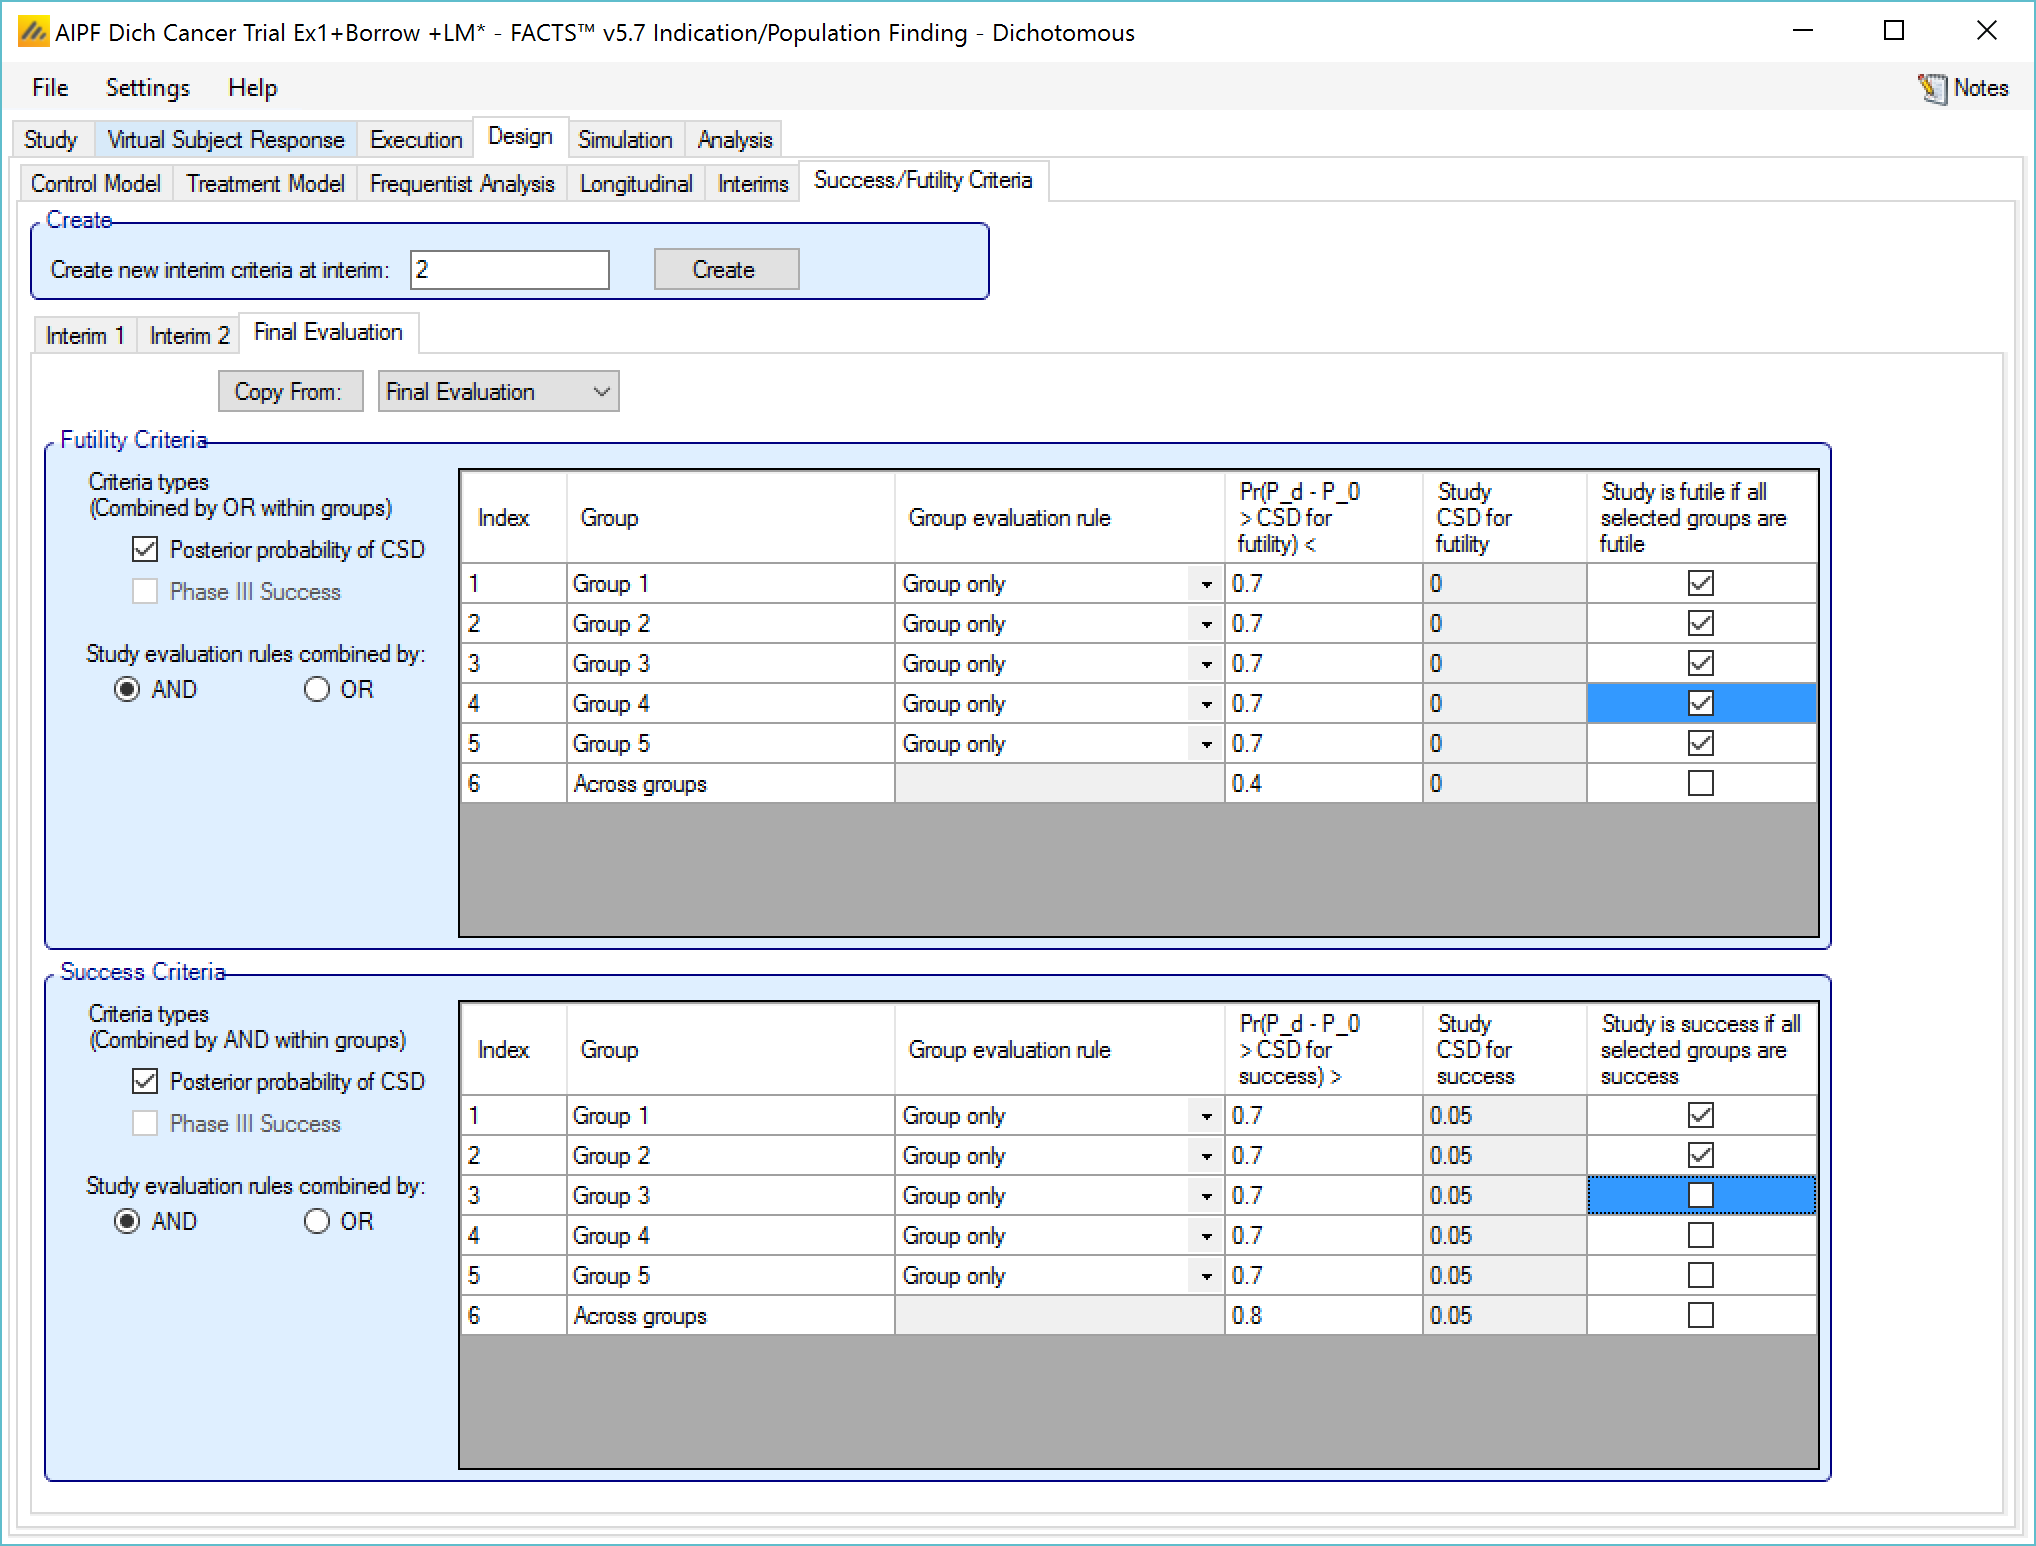 AIPF Dich Cancer Trial Ex1+Borrow +LM* - FACTS™ v5.7 Indication/Population Finding - Dichotomous
File Settings Help Notes
Study Virtual Subject Response Execution Design Simulation Analysis
Control Model Treatment Model Frequentist Analysis Longitudinal Interims Success/Futility Criteria
Create
Create new interim criteria at interim: 2 Create
Interim 1 Interim 2 Final Evaluation
Copy From: Final Evaluation
Futility Criteria
Criteria types
(Combined by OR within groups)
Posterior probability of CSD
Phase III Success
Study evaluation rules combined by:
AND OR
Index Group Group evaluation rule Pr(P_d - P_0 > CSD for futility) < Study CSD for futility Study is futile if all selected groups are futile
1 Group 1 Group only 0.7 0
2 Group 2 Group only 0.7 0
3 Group 3 Group only 0.7 0
4 Group 4 Group only 0.7 0
5 Group 5 Group only 0.7 0
6 Across groups 0.4 0
Success Criteria
Criteria types
(Combined by AND within groups)
Posterior probability of CSD
Phase III Success
Study evaluation rules combined by:
AND OR
Index Group Group evaluation rule Pr(P_d - P_0 > CSD for success) > Study CSD for success Study is success if all selected groups are success
1 Group 1 Group only 0.7 0.05
2 Group 2 Group only 0.7 0.05
3 Group 3 Group only 0.7 0.05
4 Group 4 Group only 0.7 0.05
5 Group 5 Group only 0.7 0.05
6 Across groups 0.8 0.05